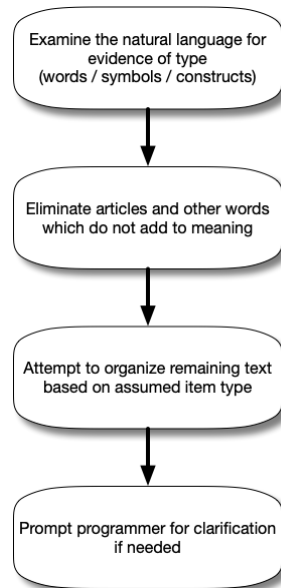 Examine the natural language for
evidence of type
(words / symbols / constructs)
Eliminate articles and other words
which do not add to meaning
Attempt to organize remaining text
based on assumed item type
Prompt programmer for clarification
if needed